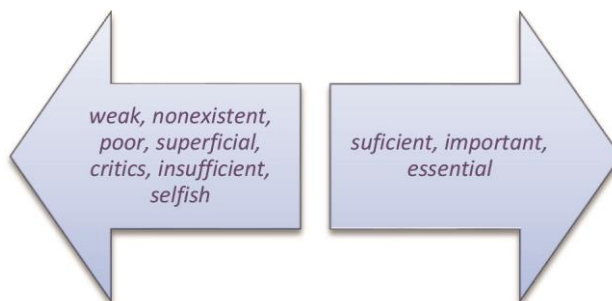 weak, nonexistent,
poor, superficial,
critics, insufficient,
selfish
suficient, important,
essential